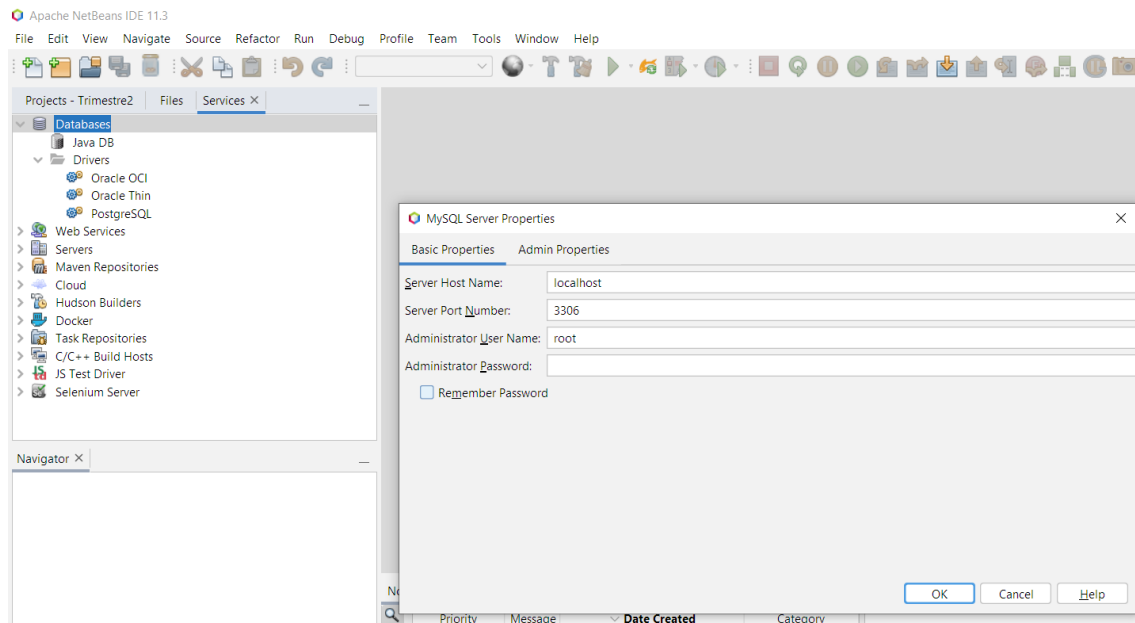 Apache NetBeans IDE 11.3
File Edit View Navigate Source Refactor Run Debug Profile Team Tools Window Help
Projects - Trimestre2 Files Services
Databases
Java DB
Drivers
Oracle OCI
Oracle Thin
PostgreSQL
Web Services
Servers
Maven Repositories
Cloud
Hudson Builders
Docker
Task Repositories
C/C++ Build Hosts
JS Test Driver
Selenium Server
Navigator
MySQL Server Properties
Basic Properties Admin Properties
Server Host Name: localhost
Server Port Number: 3306
Administrator User Name: root
Administrator Password:
Remember Password
OK Cancel Help
Priority Message Date Created Category